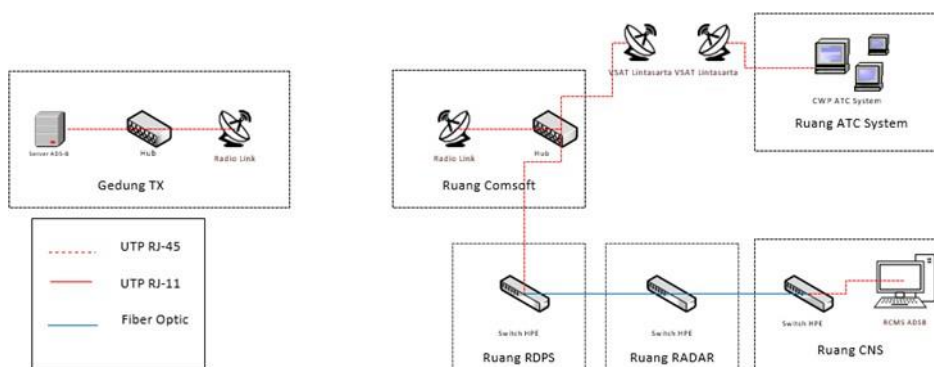 VSAT Lintasarta VSAT Lintasarta
CWP ATC System
Ruang ATC System
Server ADS-B
Hub
Radio Link
Gedung TX
Radio Link
Hub
Ruang Comsoft
UTP RJ-45
UTP RJ-11
Fiber Optic
Switch HPE
Ruang RDPS
Switch HPE
Ruang RADAR
Switch HPE
RCMS ADSB
Ruang CNS